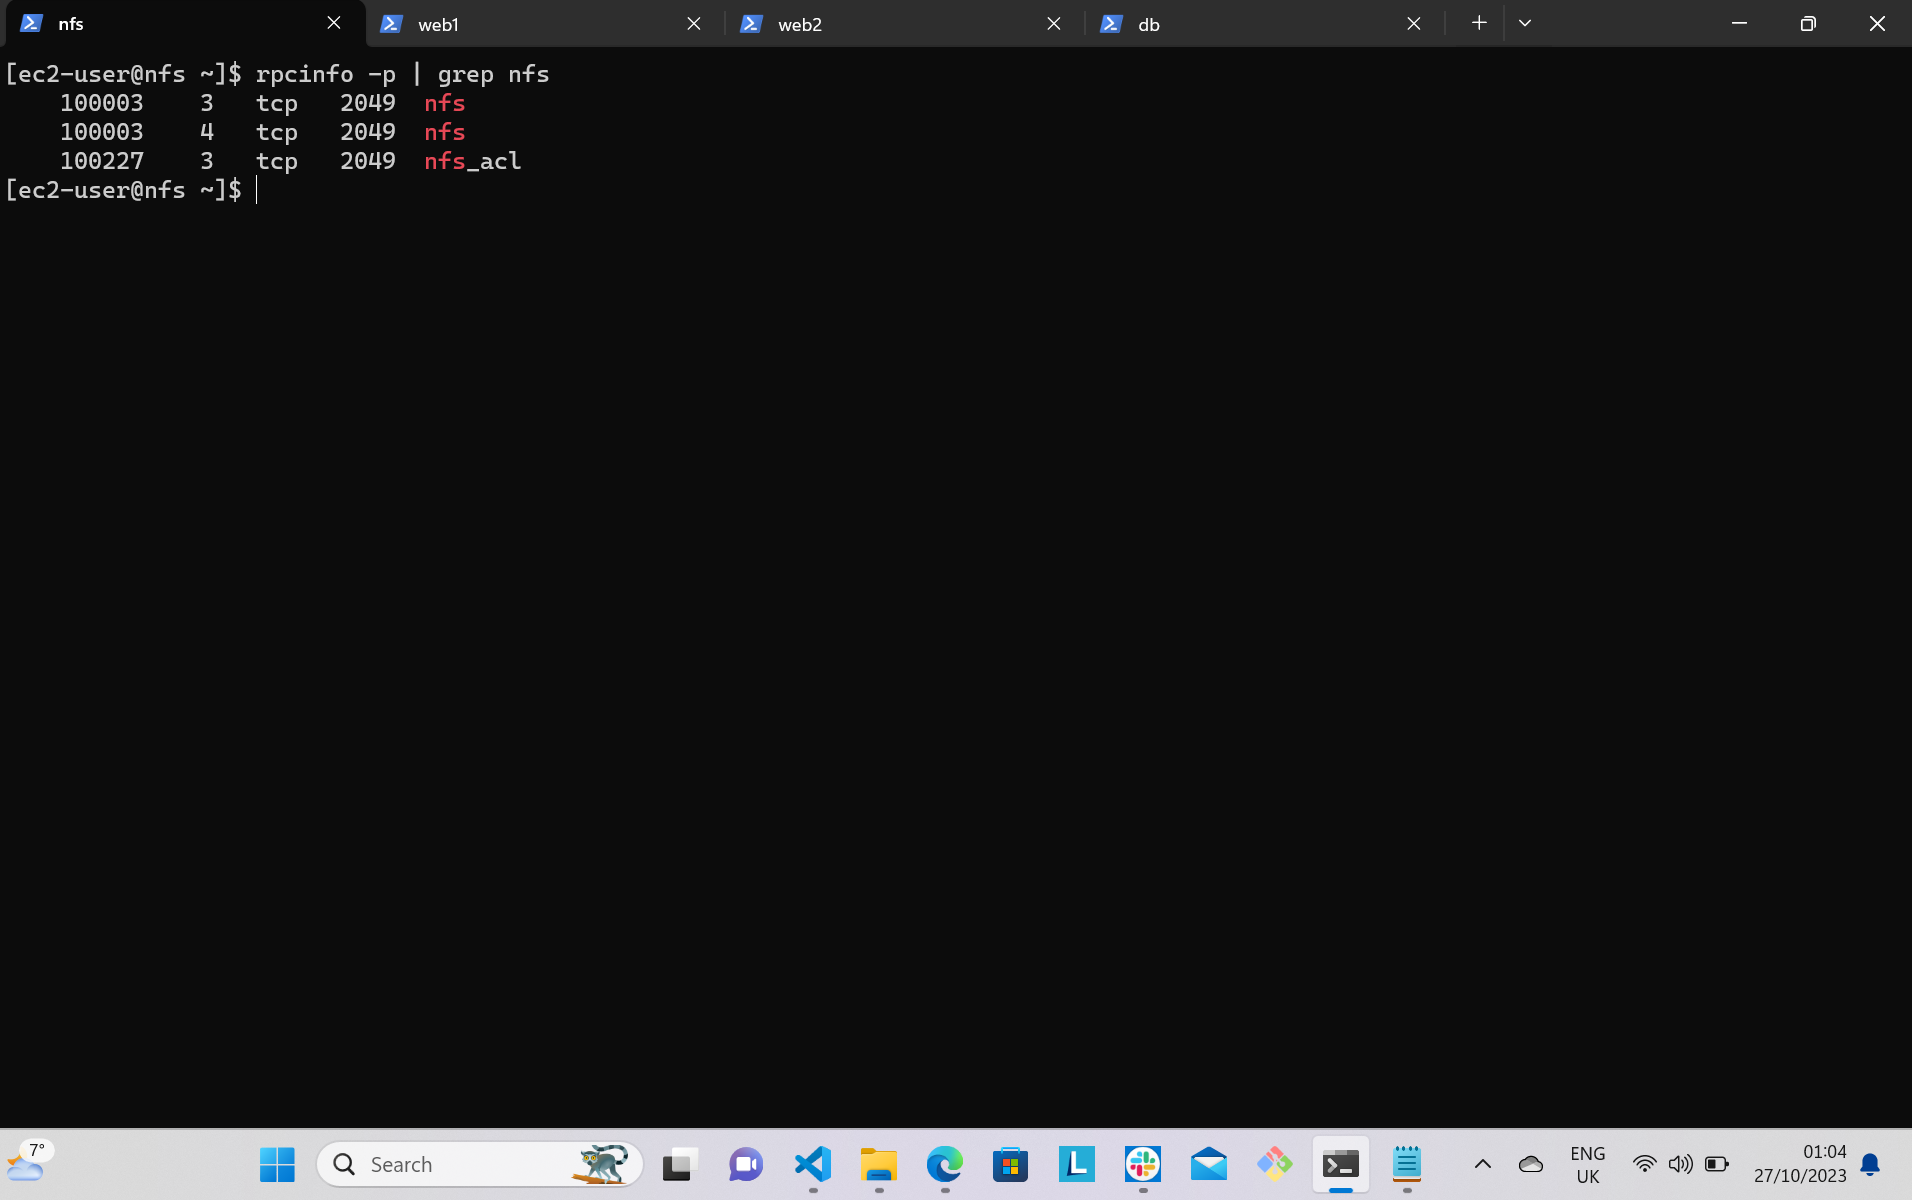 nfs
web1
web2
db
[ec2-user@nfs ~]$ rpcinfo -p | grep nfs
    100003    3   tcp   2049  nfs
    100003    4   tcp   2049  nfs
    100227    3   tcp   2049  nfs_acl
[ec2-user@nfs ~]$
7°
Search
L
ENG
UK
01:04
27/10/2023